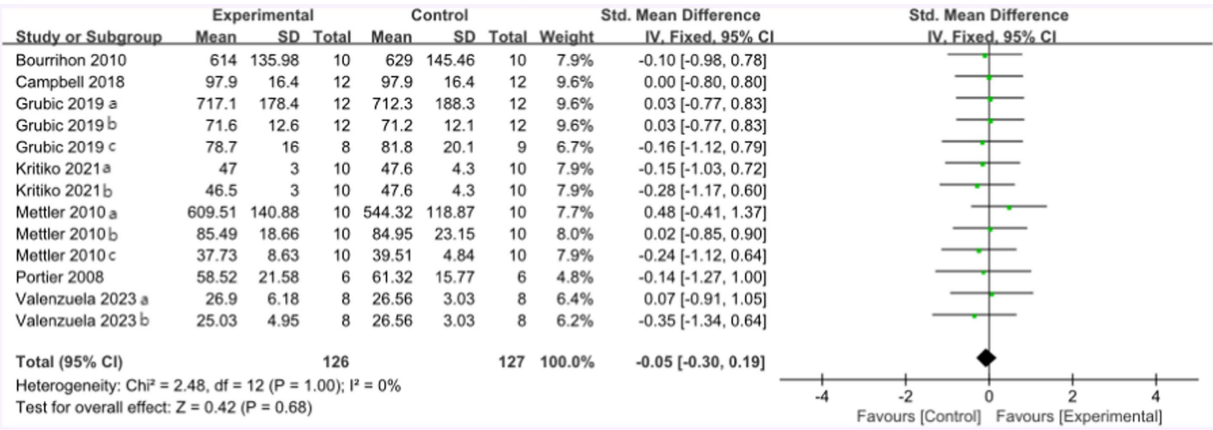 Experimental Control Std. Mean Difference Std. Mean Difference
Study or Subgroup Mean SD Total Mean SD Total Weight IV, Fixed, 95% CI IV, Fixed, 95% CI
Bourrihon 2010 614 135.98 10 629 145.46 10 7.9% -0.10 [-0.98, 0.78]
Campbell 2018 97.9 16.4 12 97.9 16.4 12 9.6% 0.00 [-0.80, 0.80]
Grubic 2019 a 717.1 178.4 12 712.3 188.3 12 9.6% 0.03 [-0.77, 0.83]
Grubic 2019 b 71.6 12.6 12 71.2 12.1 12 9.6% 0.03 [-0.77, 0.83]
Grubic 2019 c 78.7 16 8 81.8 20.1 9 6.7% -0.16 [-1.12, 0.79]
Kritiko 2021 a 47 3 10 47.6 4.3 10 7.9% -0.15 [-1.03, 0.72]
Kritiko 2021 b 46.5 3 10 47.6 4.3 10 7.9% -0.28 [-1.17, 0.60]
Mettler 2010 a 609.51 140.88 10 544.32 118.87 10 7.7% 0.48 [-0.41, 1.37]
Mettler 2010 b 85.49 18.66 10 84.95 23.15 10 8.0% 0.02 [-0.85, 0.90]
Mettler 2010 c 37.73 8.63 10 39.51 4.84 10 7.9% -0.24 [-1.12, 0.64]
Portier 2008 58.52 21.58 6 61.32 15.77 6 4.8% -0.14 [-1.27, 1.00]
Valenzuela 2023 a 26.9 6.18 8 26.56 3.03 8 6.4% 0.07 [-0.91, 1.05]
Valenzuela 2023 b 25.03 4.95 8 26.56 3.03 8 6.2% -0.35 [-1.34, 0.64]
Total (95% CI) 126 127 100.0% -0.05 [-0.30, 0.19]
Heterogeneity: Chi² = 2.48, df = 12 (P = 1.00); I² = 0%
Test for overall effect: Z = 0.42 (P = 0.68)
-4 -2 0 2 4
Favours [Control] Favours [Experimental]